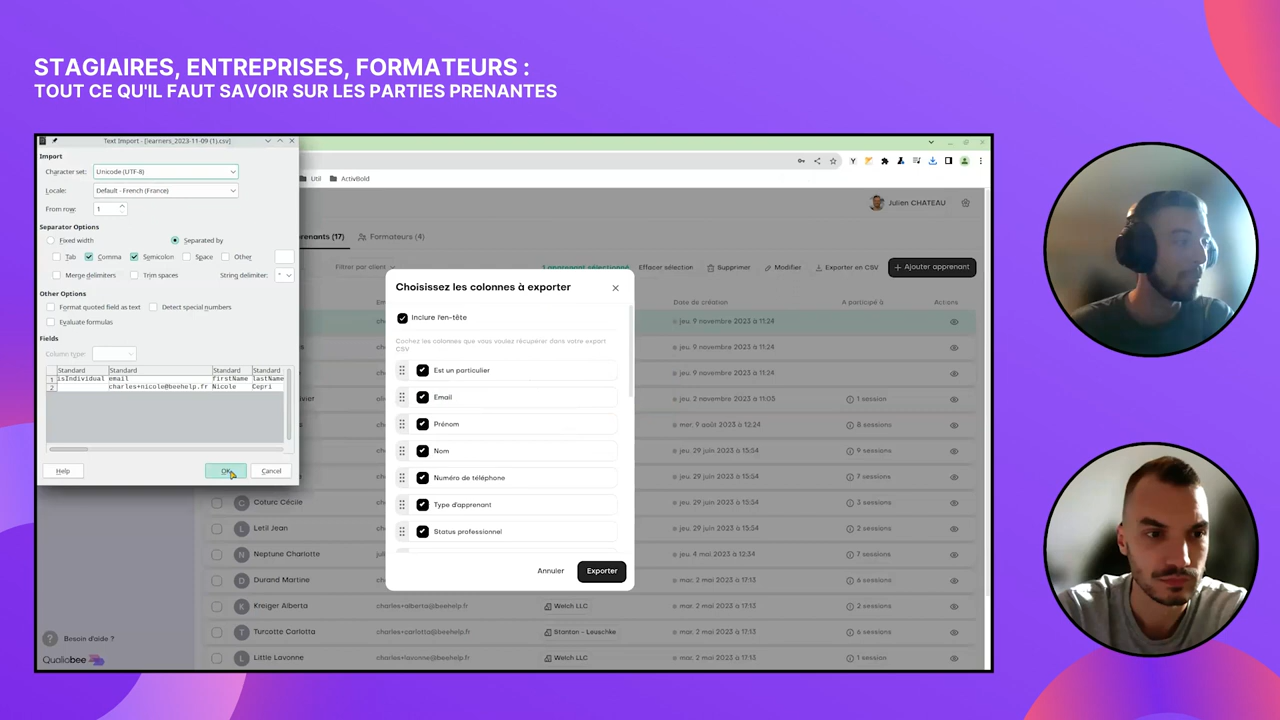 STAGIAIRES, ENTREPRISES, FORMATEURS :
TOUT CE QU'IL FAUT SAVOIR SUR LES PARTIES PRENANTES
Text Import - [learners_2023-11-09 (1).csv]
Import
Character set: Unicode (UTF-8)
Locale: Default - French (France)
From row: 1
Separator Options
Fixed width Separated by
Tab Comma Semicolon Space Other
Merge delimiters Trim spaces String delimiter: "
Other Options
Format quoted field as text Detect special numbers
Evaluate formulas
Fields
Column type:
Standard Standard Standard Standard
1 isIndividual email firstName lastName
2 charles+nicole@beehelp.fr Nicole Cepri
Help OK Cancel
Util ActivBold
Julien CHATEAU
prenants (17) Formateurs (4)
Filtrer par client 1 apprenant sélectionné Effacer sélection Supprimer Modifier Exporter en CSV + Ajouter apprenant
Date de création A participé à Actions
jeu. 9 novembre 2023 à 11:24
jeu. 9 novembre 2023 à 11:24
jeu. 9 novembre 2023 à 11:24
jeu. 2 novembre 2023 à 11:05 1 session
mer. 9 août 2023 à 12:24 8 sessions
jeu. 29 juin 2023 à 15:54 9 sessions
jeu. 29 juin 2023 à 15:54 7 sessions
C Coturc Cécile jeu. 29 juin 2023 à 15:54 3 sessions
L Letil Jean jeu. 29 juin 2023 à 15:54 2 sessions
N Neptune Charlotte jeu. 4 mai 2023 à 12:34 7 sessions
D Durand Martine mar. 2 mai 2023 à 17:13 6 sessions
K Kreiger Alberta charles+alberta@beehelp.fr Welch LLC mar. 2 mai 2023 à 17:13 2 sessions
T Turcotte Carlotta charles+carlotta@beehelp.fr Stanton - Leuschke mar. 2 mai 2023 à 17:13 6 sessions
L Little Lavonne charles+lavonne@beehelp.fr Welch LLC mar. 2 mai 2023 à 17:13 1 session
Choisissez les colonnes à exporter
Inclure l'en-tête
Cochez les colonnes que vous voulez récupérer dans votre export
CSV
Est un particulier
Email
Prénom
Nom
Numéro de téléphone
Type d'apprenant
Status professionnel
Annuler Exporter
? Besoin d'aide ?
Qualiobee